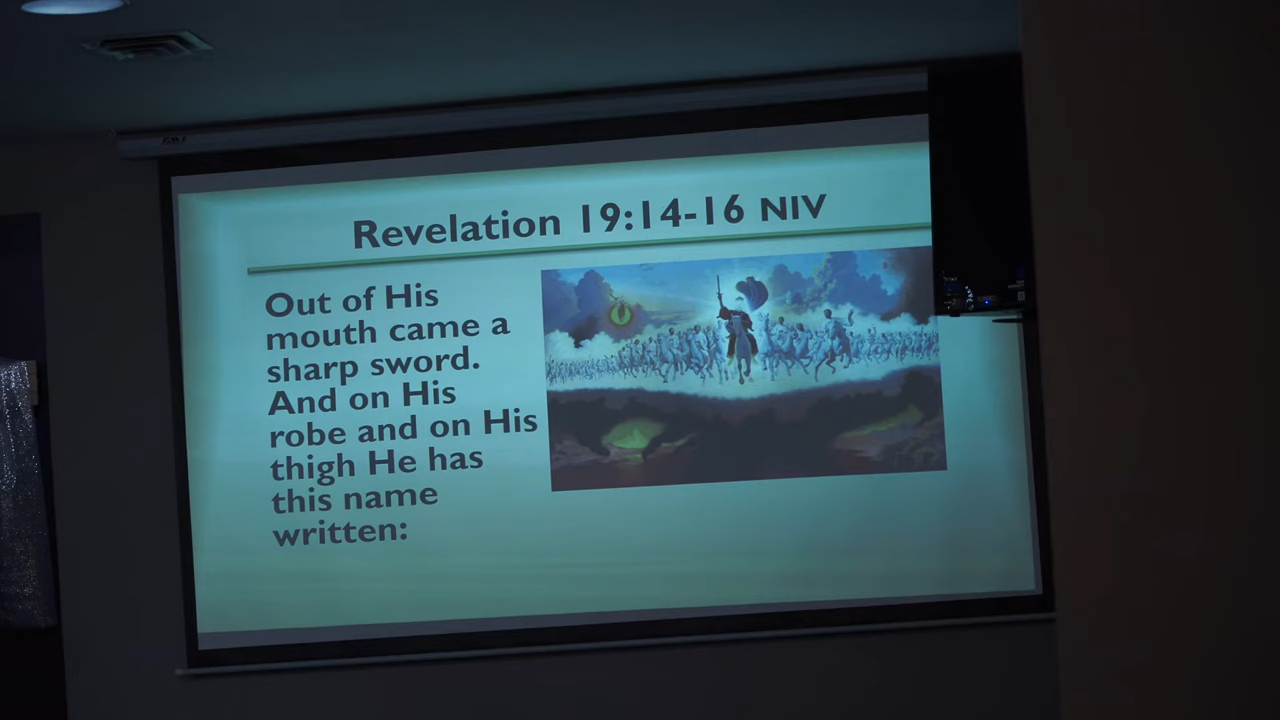 Revelation 19:14-16 NIV
Out of His
mouth came a
sharp sword.
And on His
robe and on His
thigh He has
this name
written: